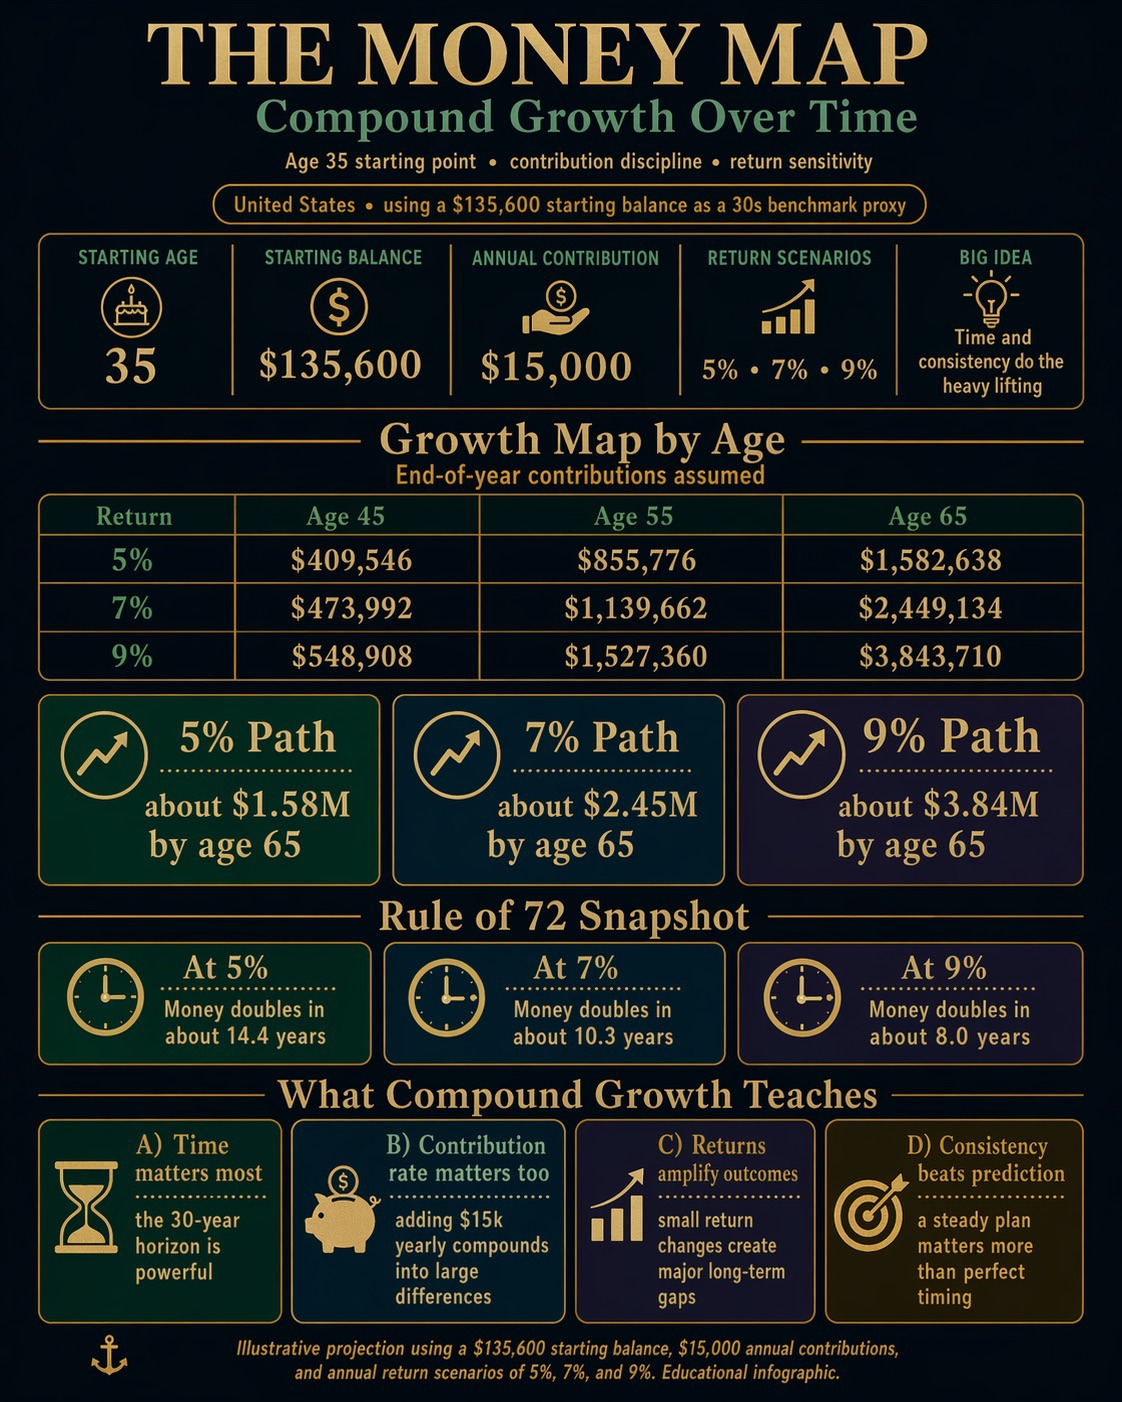 THE MONEY MAP
Compound Growth Over Time
Age 35 starting point • contribution discipline • return sensitivity
United States • using a $135,600 starting balance as a 30s benchmark proxy
STARTING AGE
35
STARTING BALANCE
$
$135,600
ANNUAL CONTRIBUTION
$
$15,000
RETURN SCENARIOS
5% • 7% • 9%
BIG IDEA
Time and
consistency do the
heavy lifting
Growth Map by Age
End-of-year contributions assumed
Return Age 45 Age 55 Age 65
5% $409,546 $855,776 $1,582,638
7% $473,992 $1,139,662 $2,449,134
9% $548,908 $1,527,360 $3,843,710
5% Path
about $1.58M
by age 65
7% Path
about $2.45M
by age 65
9% Path
about $3.84M
by age 65
Rule of 72 Snapshot
At 5%
Money doubles in
about 14.4 years
At 7%
Money doubles in
about 10.3 years
At 9%
Money doubles in
about 8.0 years
What Compound Growth Teaches
A) Time
matters most
the 30-year
horizon is
powerful
B) Contribution
rate matters too
$
adding $15k
yearly compounds
into large
differences
C) Returns
amplify outcomes
small return
changes create
major long-term
gaps
D) Consistency
beats prediction
a steady plan
matters more
than perfect
timing
Illustrative projection using a $135,600 starting balance, $15,000 annual contributions,
and annual return scenarios of 5%, 7%, and 9%. Educational infographic.